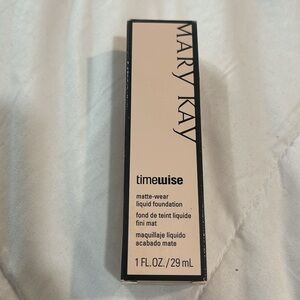 MARY KAY
timewise
matte-wear
liquid foundation
fond de teint liquide
fini mat
maquillaje líquido
acabado mate
1 FL.OZ./29 mL